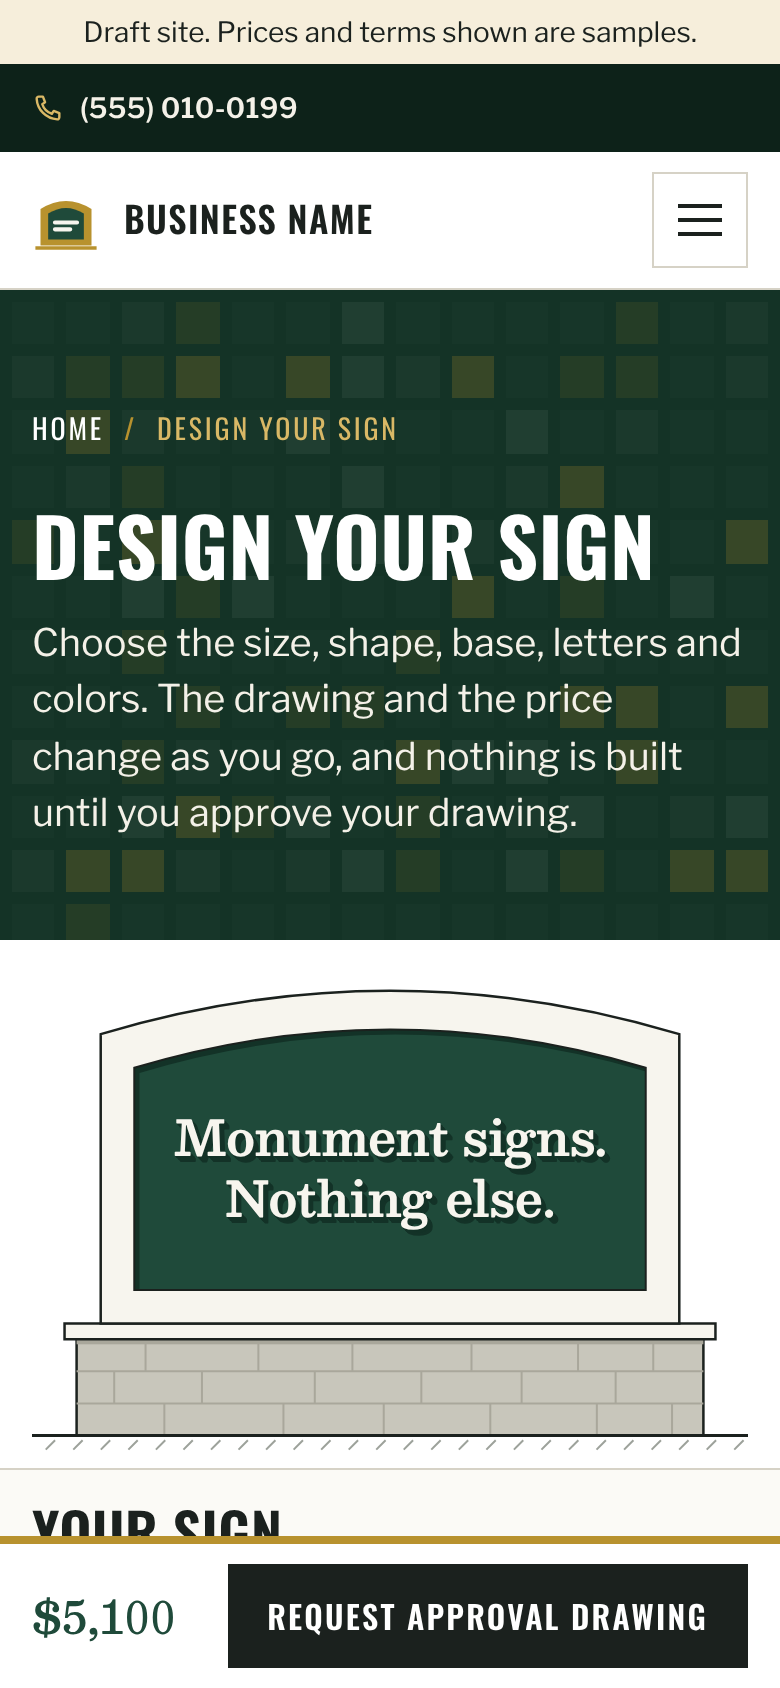 Draft site. Prices and terms shown are samples.
(555) 010-0199
BUSINESS NAME
HOME / DESIGN YOUR SIGN
DESIGN YOUR SIGN
Choose the size, shape, base, letters and
colors. The drawing and the price
change as you go, and nothing is built
until you approve your drawing.
Monument signs.
Nothing else.
YOUR SIGN
$5,100
REQUEST APPROVAL DRAWING